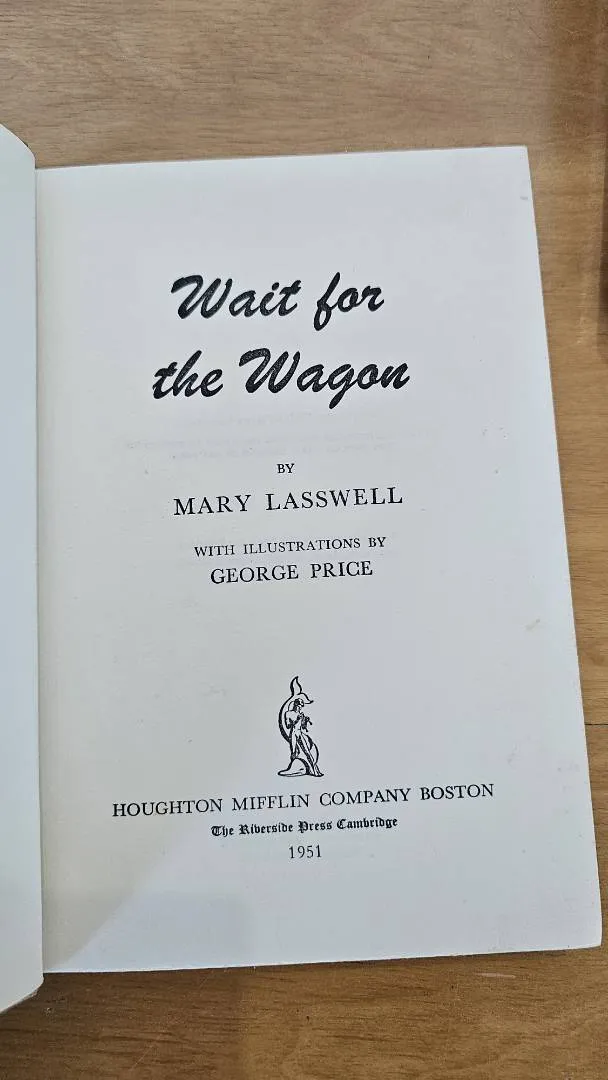 Wait for
the Wagon
BY
MARY LASSWELL
WITH ILLUSTRATIONS BY
GEORGE PRICE
HOUGHTON MIFFLIN COMPANY BOSTON
The Riverside Press Cambridge
1951